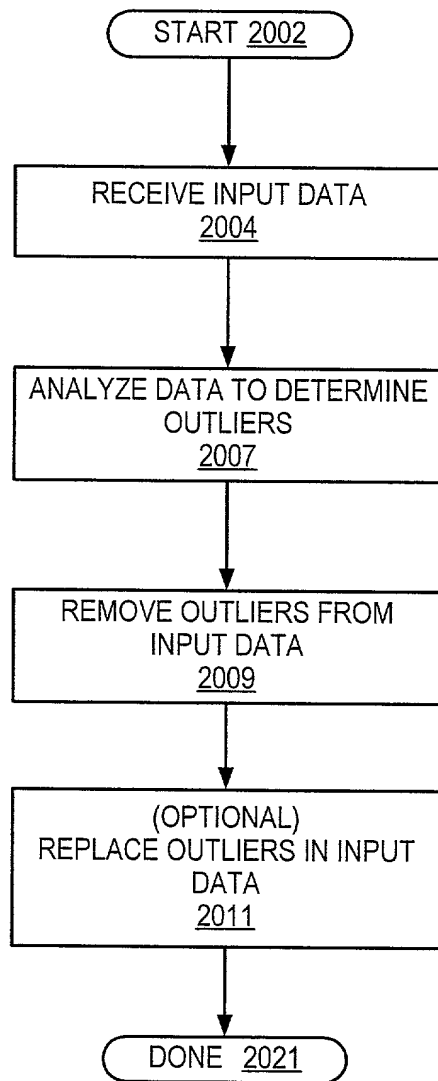 START 2002
RECEIVE INPUT DATA
2004
ANALYZE DATA TO DETERMINE
OUTLIERS
2007
REMOVE OUTLIERS FROM
INPUT DATA
2009
(OPTIONAL)
REPLACE OUTLIERS IN INPUT
DATA
2011
DONE 2021